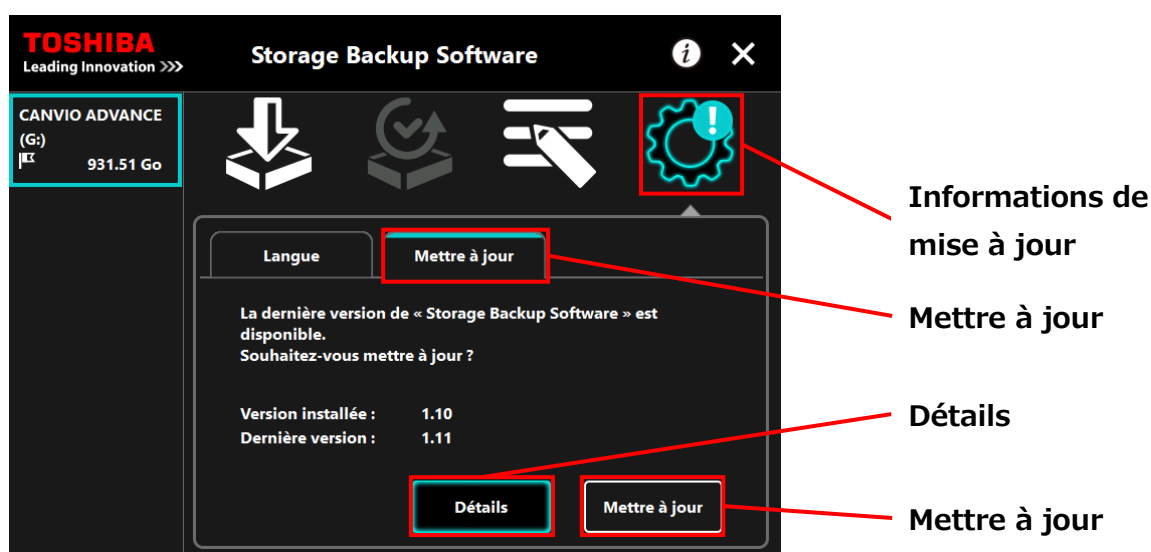 TOSHIBA
Leading Innovation >>>
Storage Backup Software
i
CANVIO ADVANCE
(G:)
931.51 Go
!
Langue
Mettre à jour
La dernière version de « Storage Backup Software » est
disponible.
Souhaitez-vous mettre à jour ?
Version installée : 1.10
Dernière version : 1.11
Détails
Mettre à jour
Informations de
mise à jour
Mettre à jour
Détails
Mettre à jour